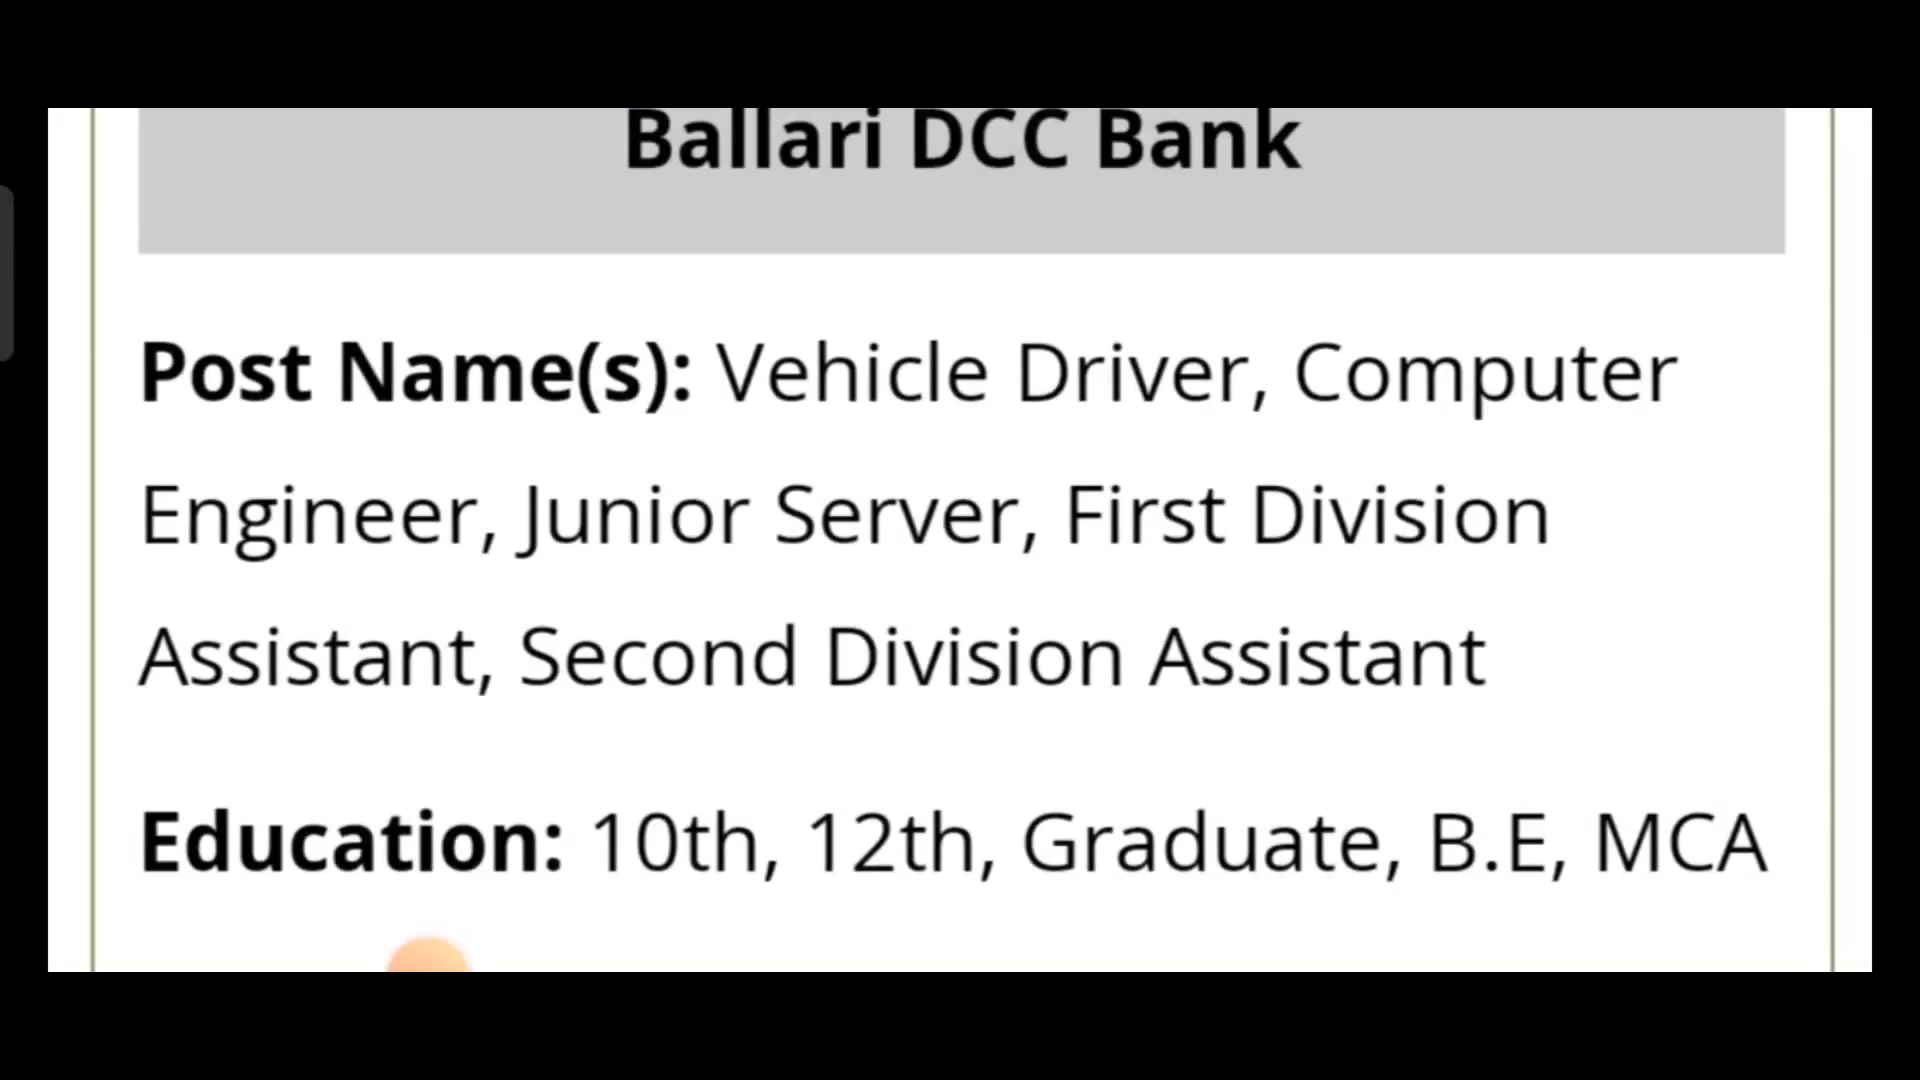 Ballari DCC Bank
Post Name(s): Vehicle Driver, Computer
Engineer, Junior Server, First Division
Assistant, Second Division Assistant
Education: 10th, 12th, Graduate, B.E, MCA